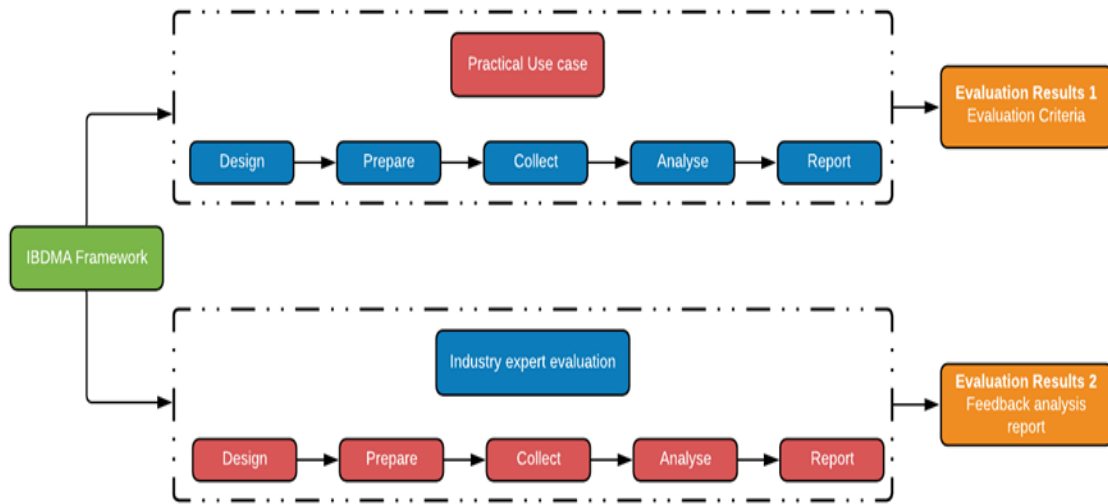 Practical Use case
Evaluation Results 1
Evaluation Criteria
Design
Prepare
Collect
Analyse
Report
IBDMA Framework
Industry expert evaluation
Evaluation Results 2
Feedback analysis
report
Design
Prepare
Collect
Analyse
Report